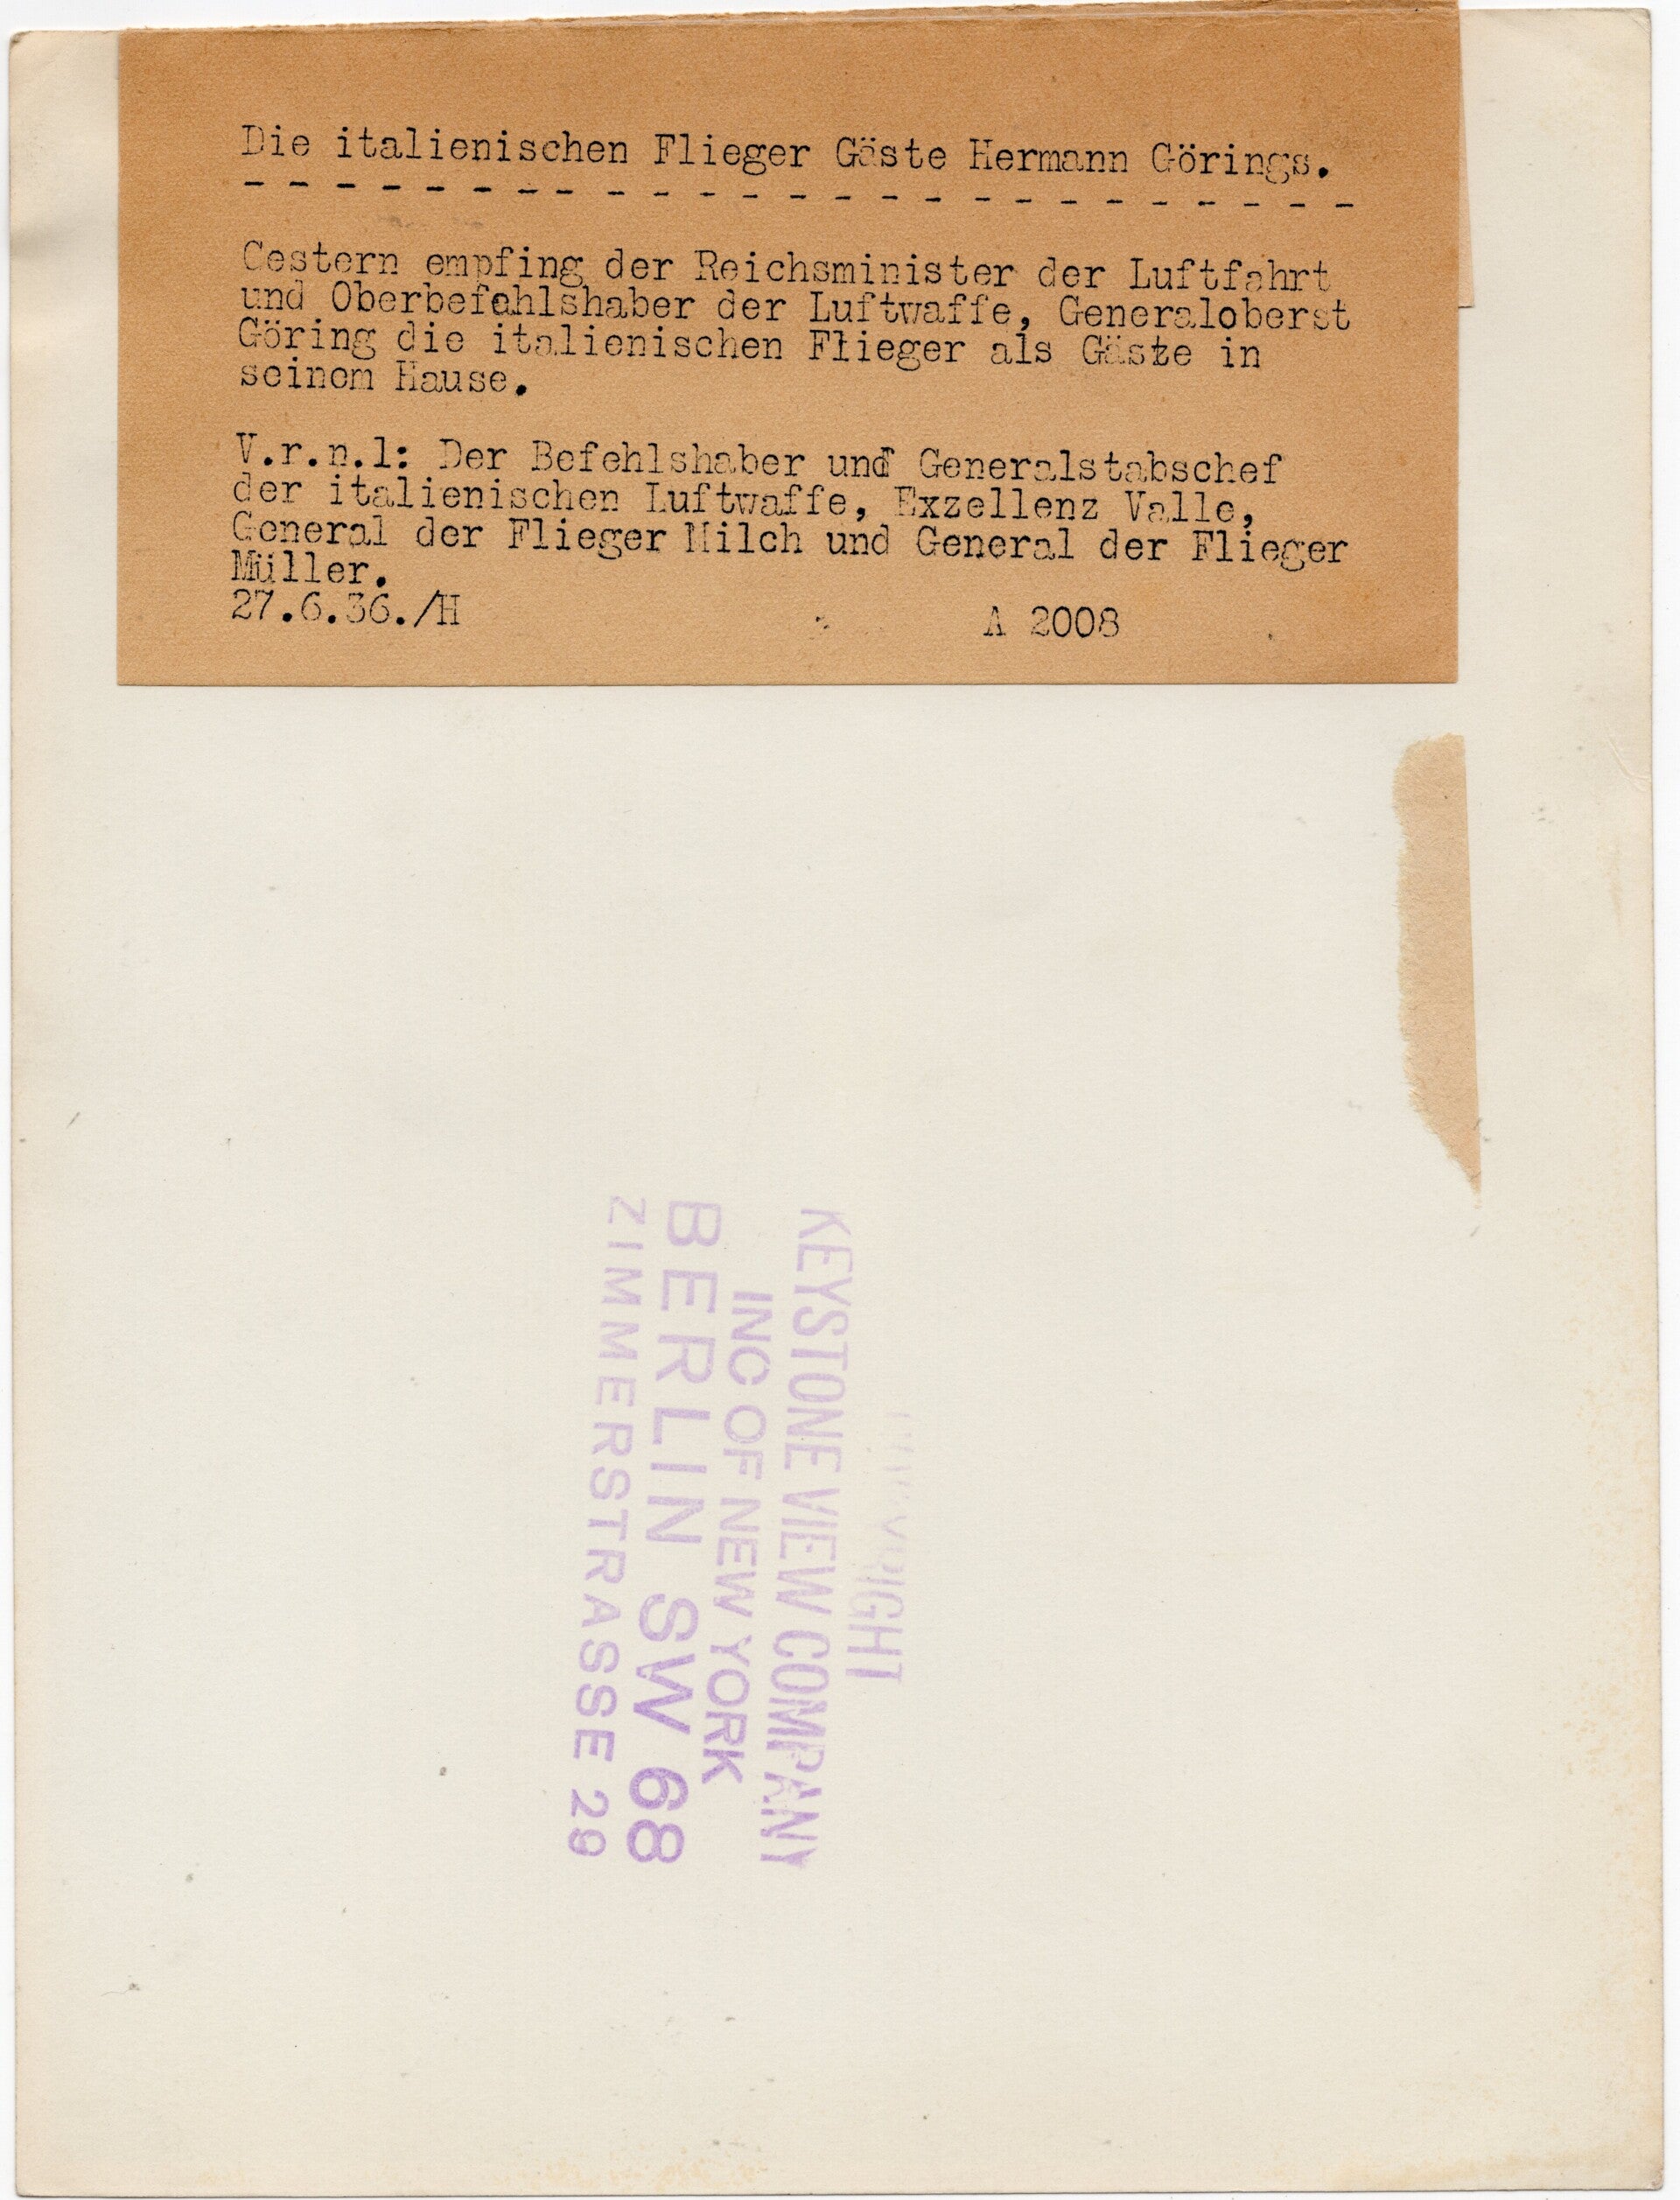 Die italienischen Flieger Gäste Hermann Görings.
- - - - - - - - - - - - - - - - - - - - - - - - -
Gestern empfing der Reichsminister der Luftfahrt
und Oberbefehlshaber der Luftwaffe, Generaloberst
Göring die italienischen Flieger als Gäste in
seinem Hause.
V.r.n.l: Der Befehlshaber und Generalstabschef
der italienischen Luftwaffe, Exzellenz Valle,
General der Flieger Milch und General der Flieger
Müller.
27.6.36./H A 2008
KEYSTONE VIEW COMPANY
INC OF NEW YORK
BERLIN SW 68
ZIMMERSTRASSE 29